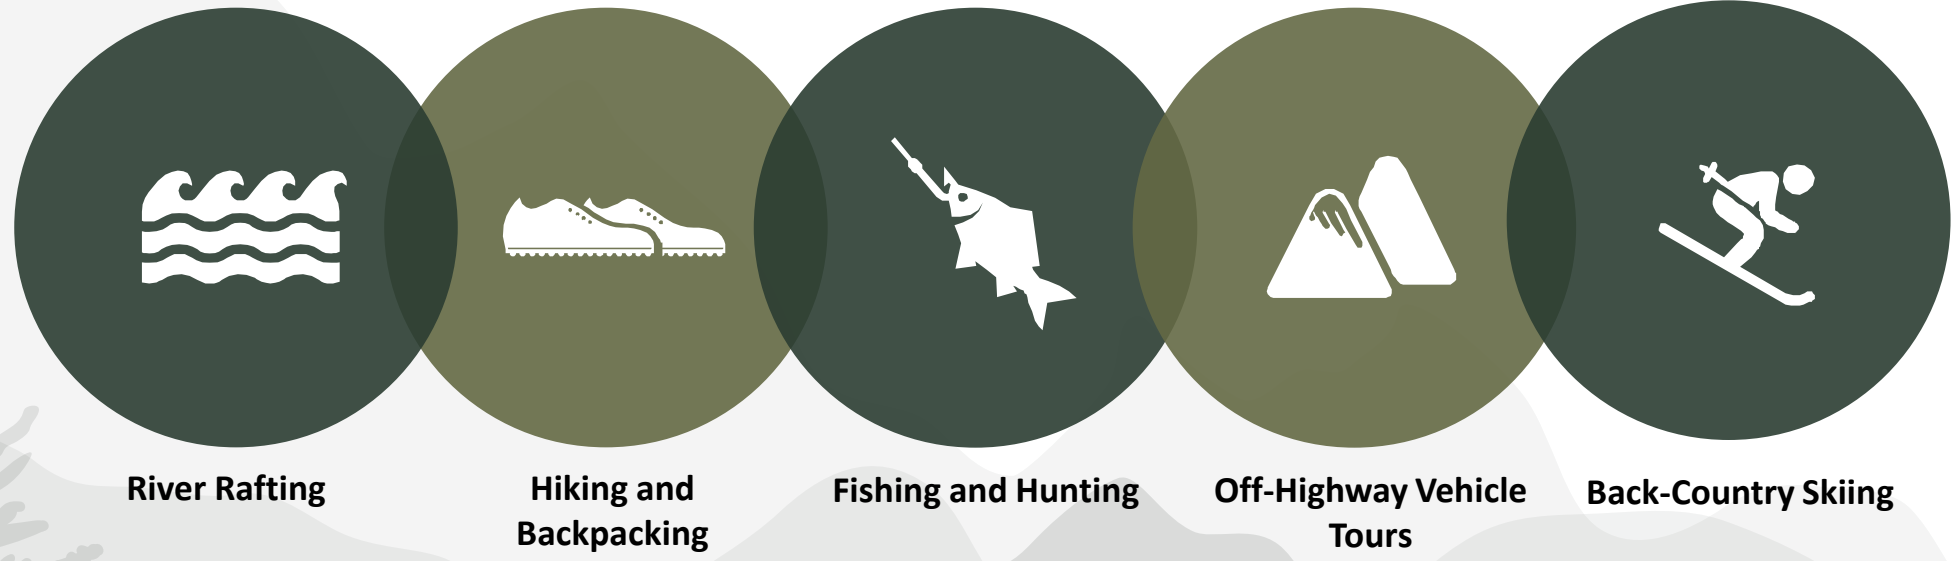 River Rafting
Hiking and
Backpacking
Fishing and Hunting
Off-Highway Vehicle
Tours
Back-Country Skiing